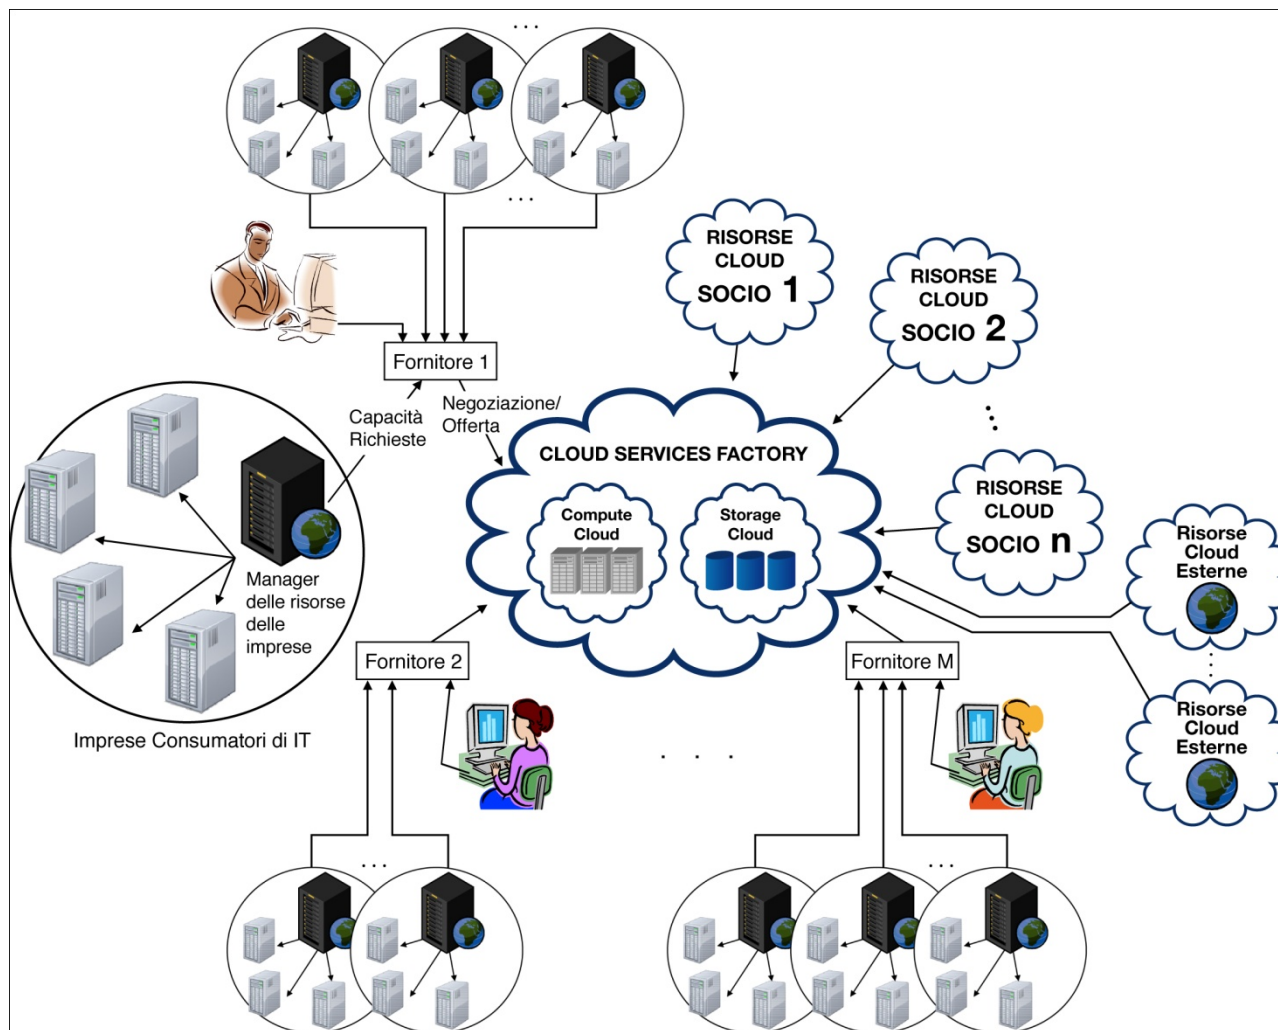 . . .
. . .
RISORSE
CLOUD
SOCIO 1
RISORSE
CLOUD
SOCIO 2
Fornitore 1
Capacità
Richieste
Negoziazione/
Offerta
CLOUD SERVICES FACTORY
Compute
Cloud
Storage
Cloud
RISORSE
CLOUD
SOCIO n
Risorse
Cloud
Esterne
Manager
delle risorse
delle
imprese
Imprese Consumatori di IT
Fornitore 2
Fornitore M
Risorse
Cloud
Esterne
. . .
. . .
. . .